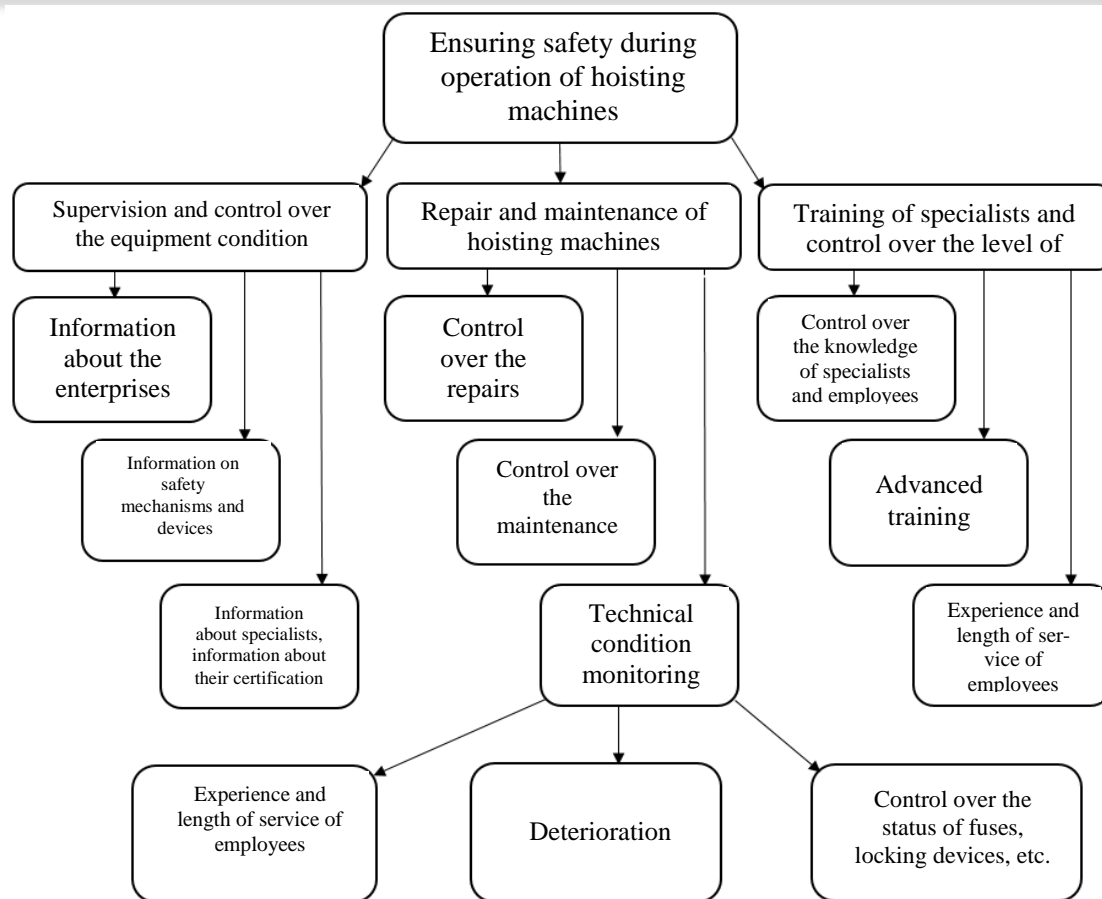 Ensuring safety during
operation of hoisting
machines
Supervision and control over
the equipment condition
Repair and maintenance of
hoisting machines
Training of specialists and
control over the level of
Information
about the
enterprises
Control
over the
repairs
Control over
the knowledge
of specialists
and employees
Information on
safety
mechanisms and
devices
Control over
the
maintenance
Advanced
training
Information
about specialists,
information about
their certification
Technical
condition
monitoring
Experience and
length of ser-
vice of
employees
Experience and
length of service of
employees
Deterioration
Control over the
status of fuses,
locking devices, etc.